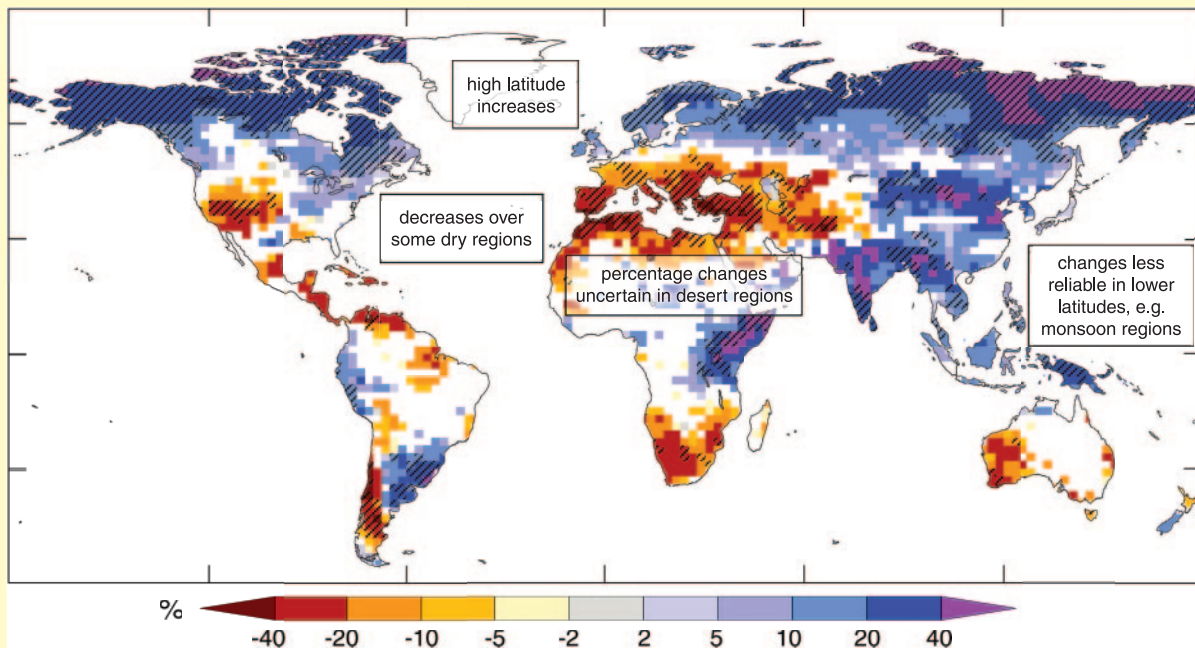 high latitude
increases
decreases over
some dry regions
percentage changes
uncertain in desert regions
changes less
reliable in lower
latitudes, e.g.
monsoon regions
% -40 -20 -10 -5 -2 2 5 10 20 40